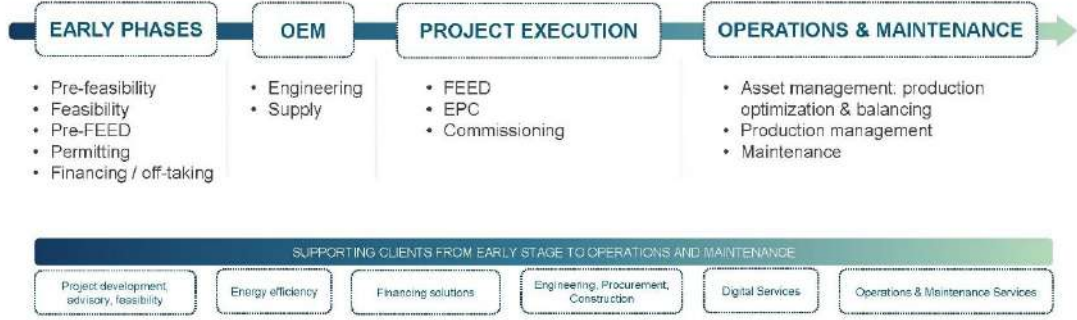 EARLY PHASES
OEM
PROJECT EXECUTION
OPERATIONS & MAINTENANCE
• Pre-feasibility
• Feasibility
• Pre-FEED
• Permitting
• Financing / off-taking
• Engineering
• Supply
• FEED
• EPC
• Commissioning
• Asset management: production
optimization & balancing
• Production management
• Maintenance
SUPPORTING CLIENTS FROM EARLY STAGE TO OPERATIONS AND MAINTENANCE
Project development,
advisory, feasibility
Energy efficiency
Financing solutions
Engineering, Procurement,
Construction
Digital Services
Operations & Maintenance Services